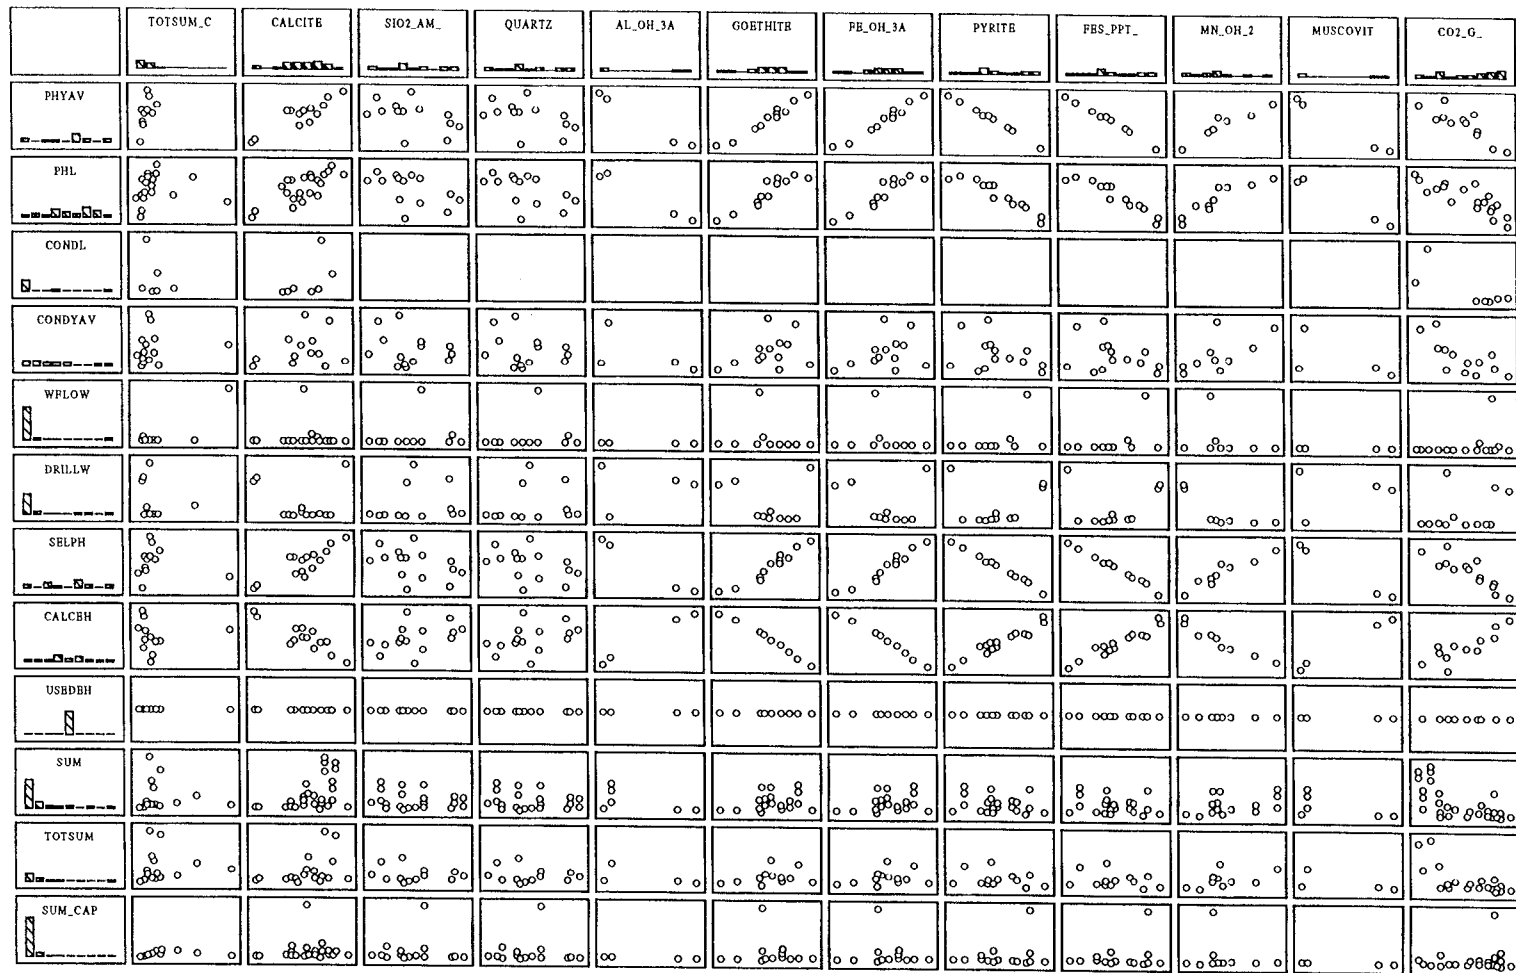 TOTSUM_C CALCITE SIO2_AM_ QUARTZ AL_OH_3A GOETHITE FE_OH_3A PYRITE FES_PPT_ MN_OH_2 MUSCOVIT CO2_G_
PHYAV
PHL
CONDL
CONDYAV
WFLOW
DRILLW
SELPH
CALCEH
USEDEH
SUM
TOTSUM
SUM_CAP